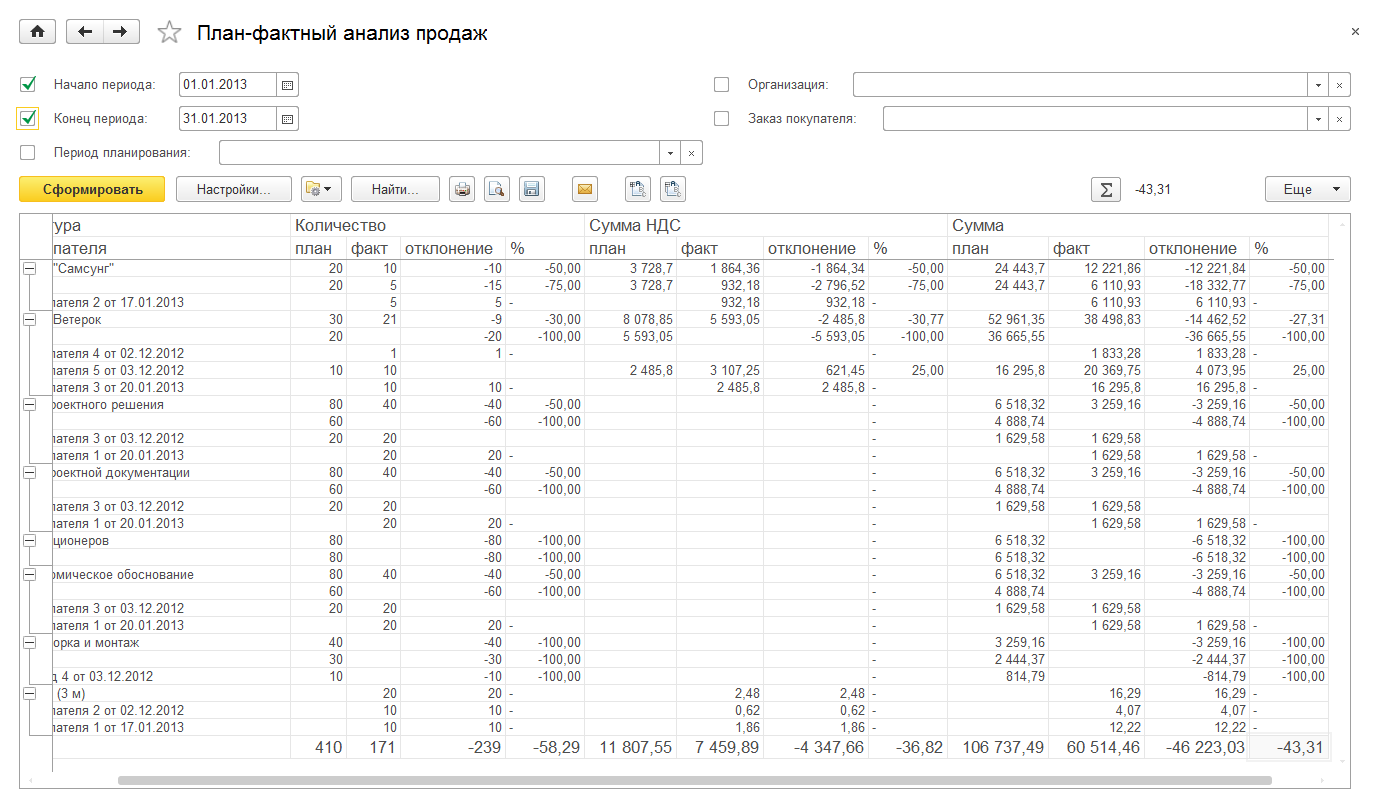 План-фактный анализ продаж
Начало периода: 01.01.2013 Организация:
Конец периода: 31.01.2013 Заказ покупателя:
Период планирования:
Сформировать Настройки... Найти... Σ -43,31 Еще
тура Количество Сумма НДС Сумма
пателя план факт отклонение % план факт отклонение % план факт отклонение %
"Самсунг" 20 10 -10 -50,00 3 728,7 1 864,36 -1 864,34 -50,00 24 443,7 12 221,86 -12 221,84 -50,00
20 5 -15 -75,00 3 728,7 932,18 -2 796,52 -75,00 24 443,7 6 110,93 -18 332,77 -75,00
пателя 2 от 17.01.2013 5 5 - 932,18 932,18 - 6 110,93 6 110,93 -
Ветерок 30 21 -9 -30,00 8 078,85 5 593,05 -2 485,8 -30,77 52 961,35 38 498,83 -14 462,52 -27,31
20 -20 -100,00 5 593,05 -5 593,05 -100,00 36 665,55 -36 665,55 -100,00
пателя 4 от 02.12.2012 1 1 - - 1 833,28 1 833,28 -
пателя 5 от 03.12.2012 10 10 2 485,8 3 107,25 621,45 25,00 16 295,8 20 369,75 4 073,95 25,00
пателя 3 от 20.01.2013 10 10 - 2 485,8 2 485,8 - 16 295,8 16 295,8 -
роектного решения 80 40 -40 -50,00 - 6 518,32 3 259,16 -3 259,16 -50,00
60 -60 -100,00 - 4 888,74 -4 888,74 -100,00
пателя 3 от 03.12.2012 20 20 - 1 629,58 1 629,58
пателя 1 от 20.01.2013 20 20 - - 1 629,58 1 629,58 -
роектной документации 80 40 -40 -50,00 - 6 518,32 3 259,16 -3 259,16 -50,00
60 -60 -100,00 - 4 888,74 -4 888,74 -100,00
пателя 3 от 03.12.2012 20 20 - 1 629,58 1 629,58
пателя 1 от 20.01.2013 20 20 - - 1 629,58 1 629,58 -
ционеров 80 -80 -100,00 - 6 518,32 -6 518,32 -100,00
80 -80 -100,00 - 6 518,32 -6 518,32 -100,00
омическое обоснование 80 40 -40 -50,00 - 6 518,32 3 259,16 -3 259,16 -50,00
60 -60 -100,00 - 4 888,74 -4 888,74 -100,00
пателя 3 от 03.12.2012 20 20 - 1 629,58 1 629,58
пателя 1 от 20.01.2013 20 20 - - 1 629,58 1 629,58 -
орка и монтаж 40 -40 -100,00 - 3 259,16 -3 259,16 -100,00
30 -30 -100,00 - 2 444,37 -2 444,37 -100,00
д 4 от 03.12.2012 10 -10 -100,00 - 814,79 -814,79 -100,00
(3 м) 20 20 - 2,48 2,48 - 16,29 16,29 -
пателя 2 от 02.12.2012 10 10 - 0,62 0,62 - 4,07 4,07 -
пателя 1 от 17.01.2013 10 10 - 1,86 1,86 - 12,22 12,22 -
410 171 -239 -58,29 11 807,55 7 459,89 -4 347,66 -36,82 106 737,49 60 514,46 -46 223,03 -43,31